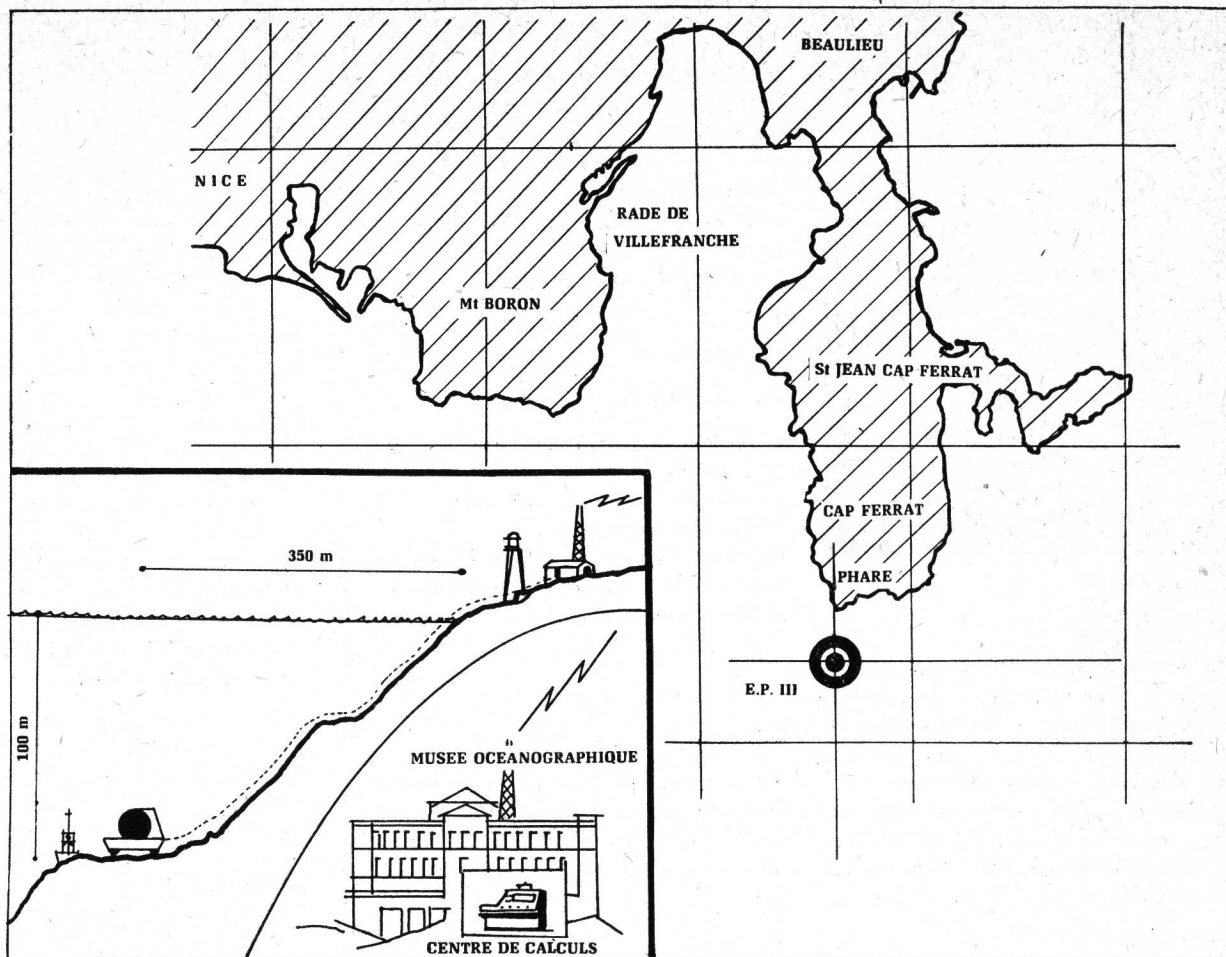 BEAULIEU
NICE
RADE DE
VILLEFRANCHE
Mt BORON
St JEAN CAP FERRAT
CAP FERRAT
PHARE
E.P. III
350 m
100 m
MUSEE OCEANOGRAPHIQUE
CENTRE DE CALCULS